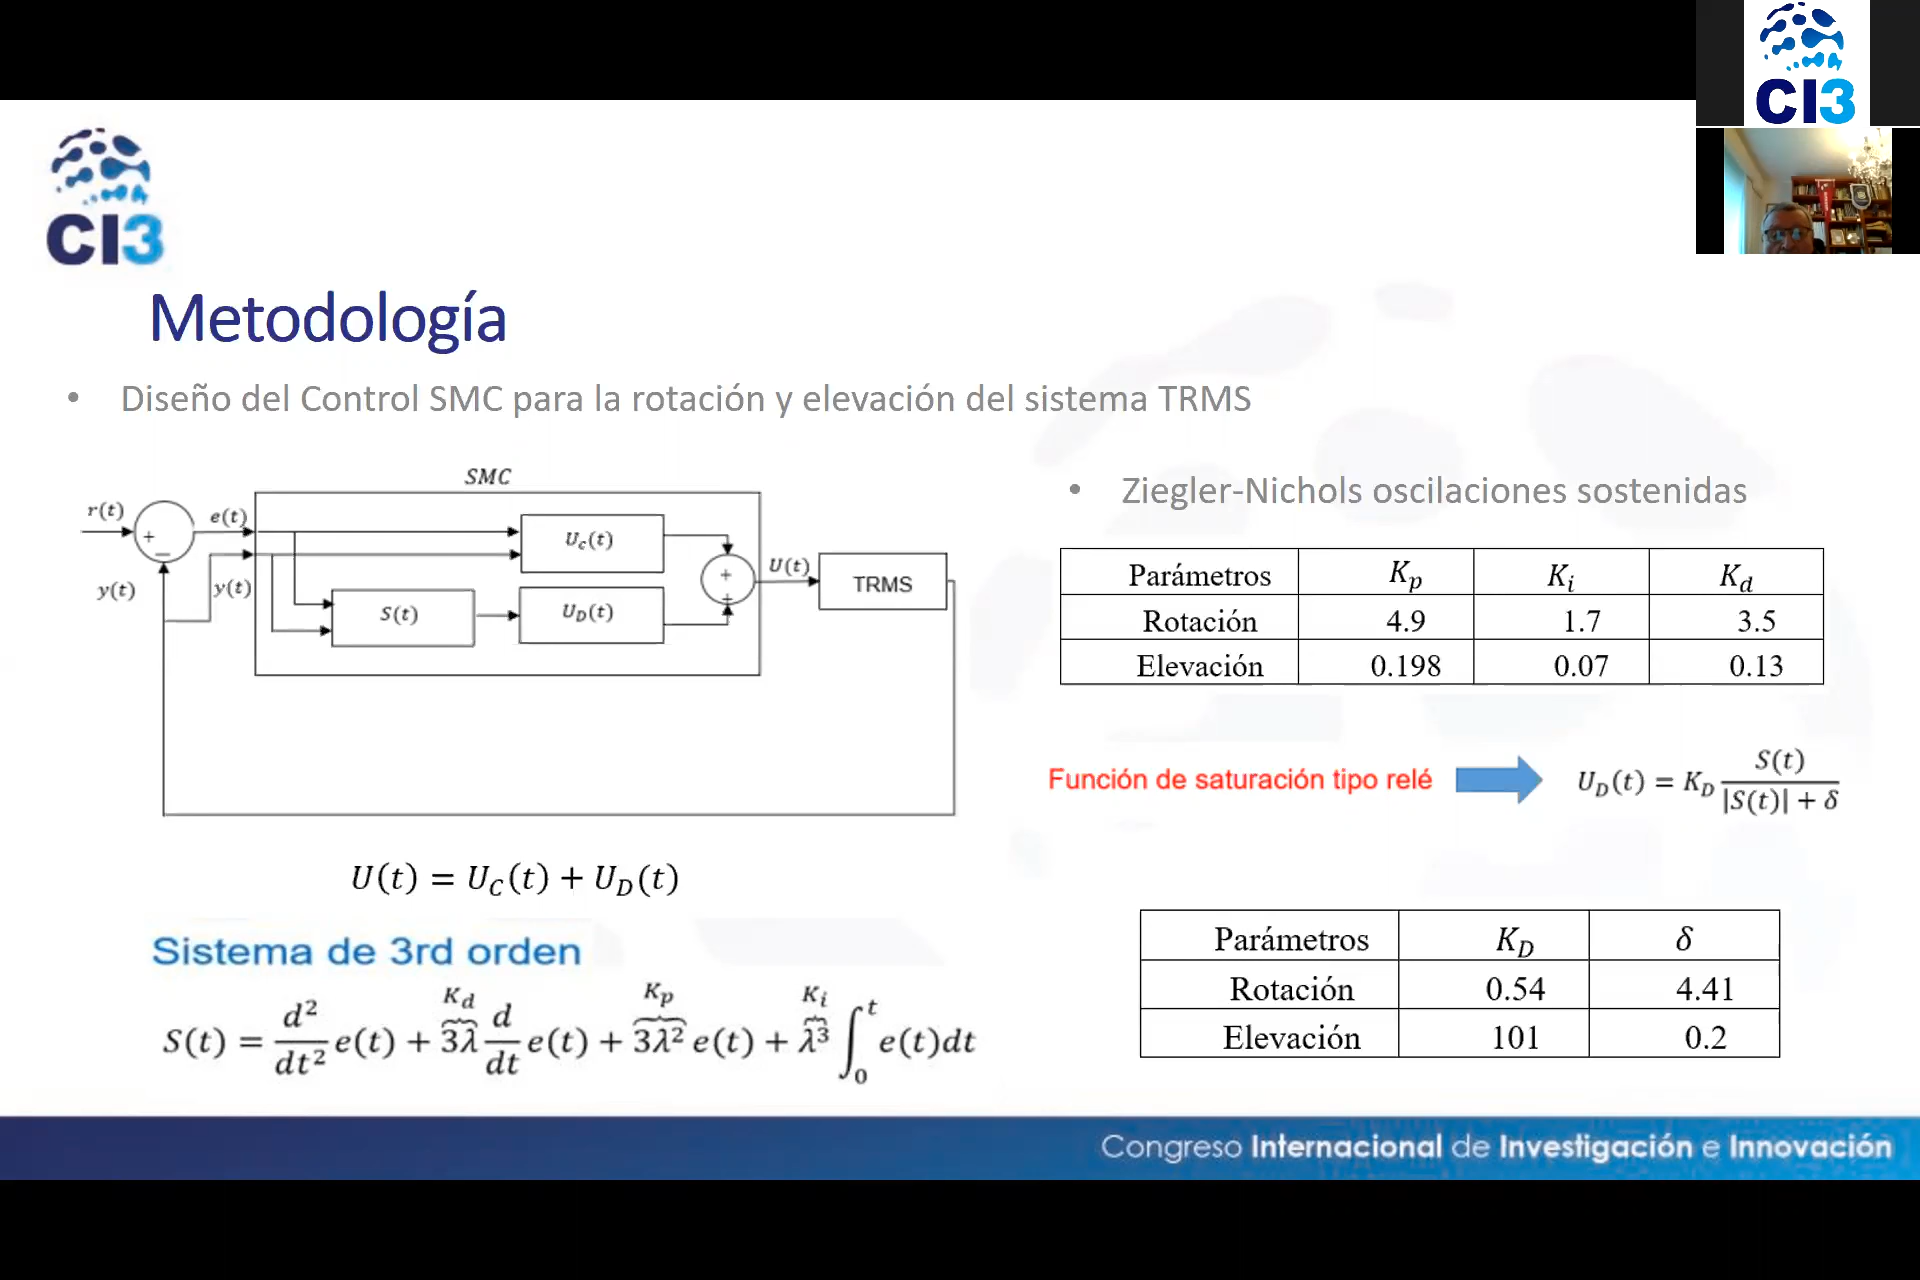 CI3
CI3
Metodología
• Diseño del Control SMC para la rotación y elevación del sistema TRMS
SMC
r(t)
+
−
e(t)
y(t)
y(t)
U_c(t)
S(t)
U_D(t)
+
+
U(t)
TRMS
U(t) = U_C(t) + U_D(t)
Sistema de 3rd orden
K_d K_p K_i
S(t) = d²/dt² e(t) + 3λ d/dt e(t) + 3λ² e(t) + λ³ ∫₀ᵗ e(t)dt
• Ziegler-Nichols oscilaciones sostenidas
Parámetros K_p K_i K_d
Rotación 4.9 1.7 3.5
Elevación 0.198 0.07 0.13
Función de saturación tipo relé
U_D(t) = K_D S(t)/(|S(t)| + δ)
Parámetros K_D δ
Rotación 0.54 4.41
Elevación 101 0.2
Congreso Internacional de Investigación e Innovación